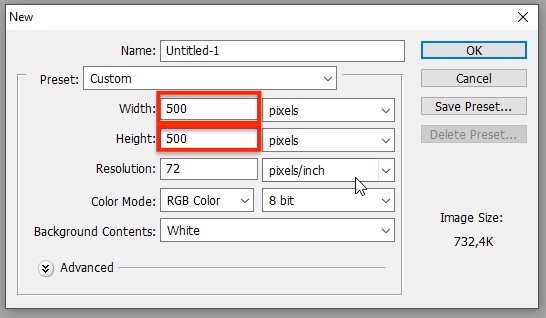 New
Name: Untitled-1 OK
Preset: Custom Cancel
Width: 500 pixels Save Preset...
Height: 500 pixels Delete Preset...
Resolution: 72 pixels/inch
Color Mode: RGB Color 8 bit Image Size:
Background Contents: White 732,4K
Advanced